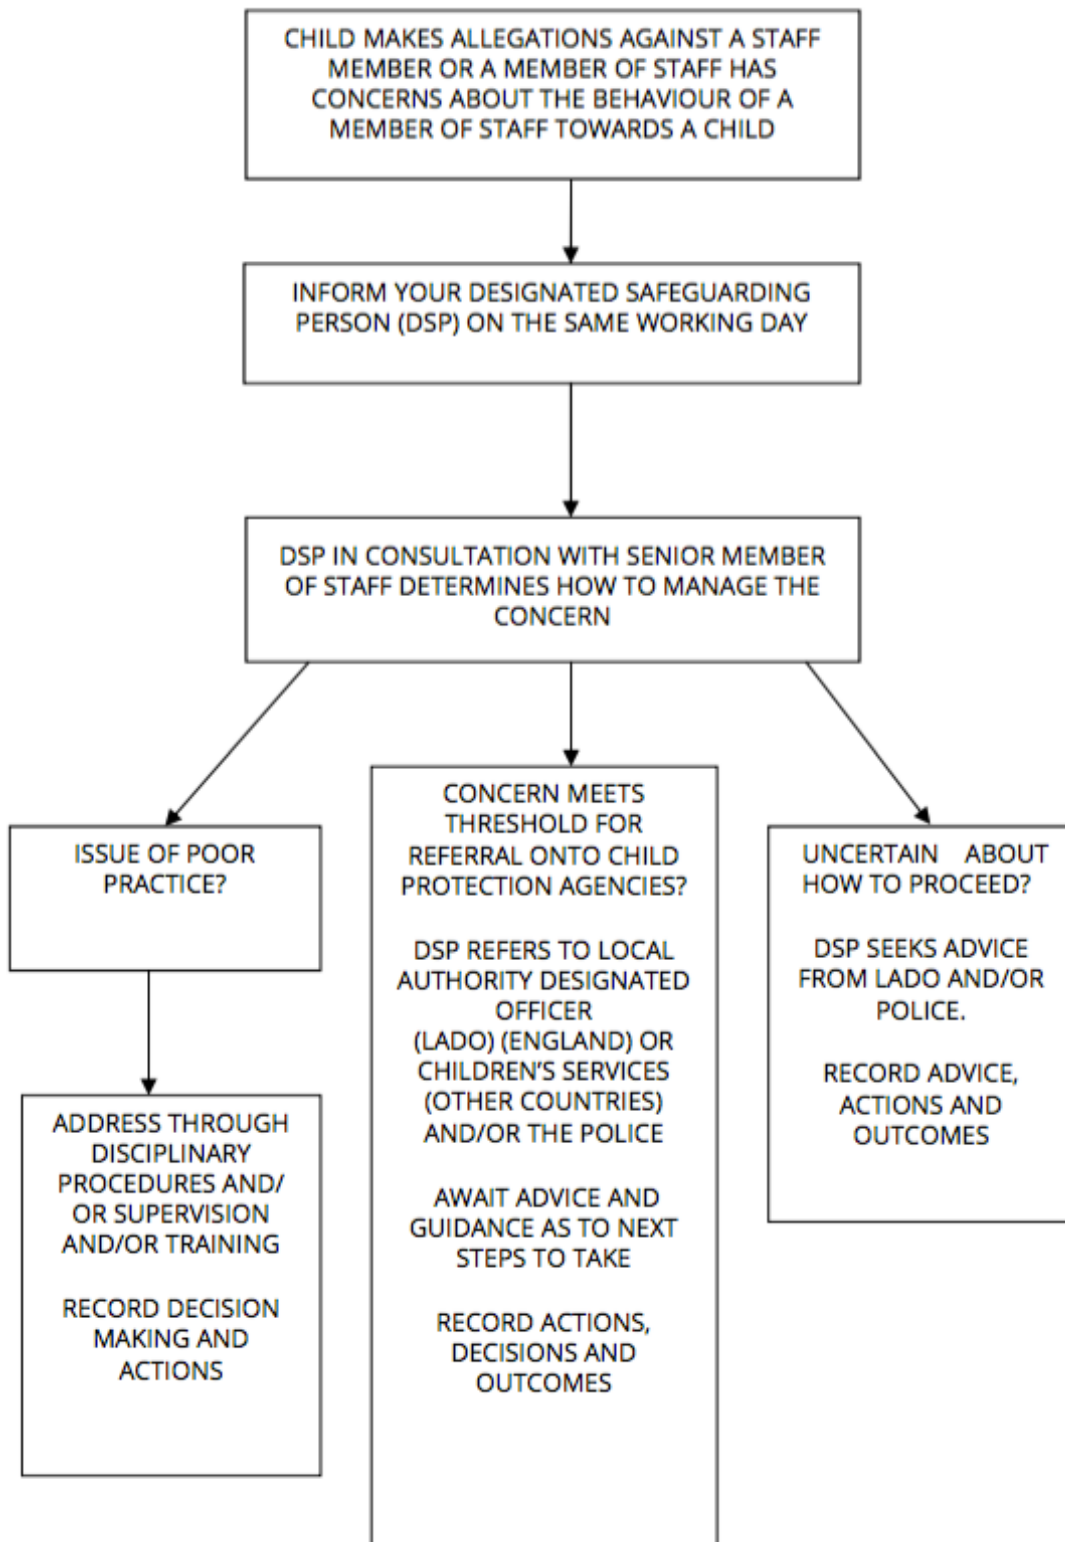 CHILD MAKES ALLEGATIONS AGAINST A STAFF
MEMBER OR A MEMBER OF STAFF HAS
CONCERNS ABOUT THE BEHAVIOUR OF A
MEMBER OF STAFF TOWARDS A CHILD
INFORM YOUR DESIGNATED SAFEGUARDING
PERSON (DSP) ON THE SAME WORKING DAY
DSP IN CONSULTATION WITH SENIOR MEMBER
OF STAFF DETERMINES HOW TO MANAGE THE
CONCERN
ISSUE OF POOR
PRACTICE?
ADDRESS THROUGH
DISCIPLINARY
PROCEDURES AND/
OR SUPERVISION
AND/OR TRAINING
RECORD DECISION
MAKING AND
ACTIONS
CONCERN MEETS
THRESHOLD FOR
REFERRAL ONTO CHILD
PROTECTION AGENCIES?
DSP REFERS TO LOCAL
AUTHORITY DESIGNATED
OFFICER
(LADO) (ENGLAND) OR
CHILDREN'S SERVICES
(OTHER COUNTRIES)
AND/OR THE POLICE
AWAIT ADVICE AND
GUIDANCE AS TO NEXT
STEPS TO TAKE
RECORD ACTIONS,
DECISIONS AND
OUTCOMES
UNCERTAIN ABOUT
HOW TO PROCEED?
DSP SEEKS ADVICE
FROM LADO AND/OR
POLICE.
RECORD ADVICE,
ACTIONS AND
OUTCOMES